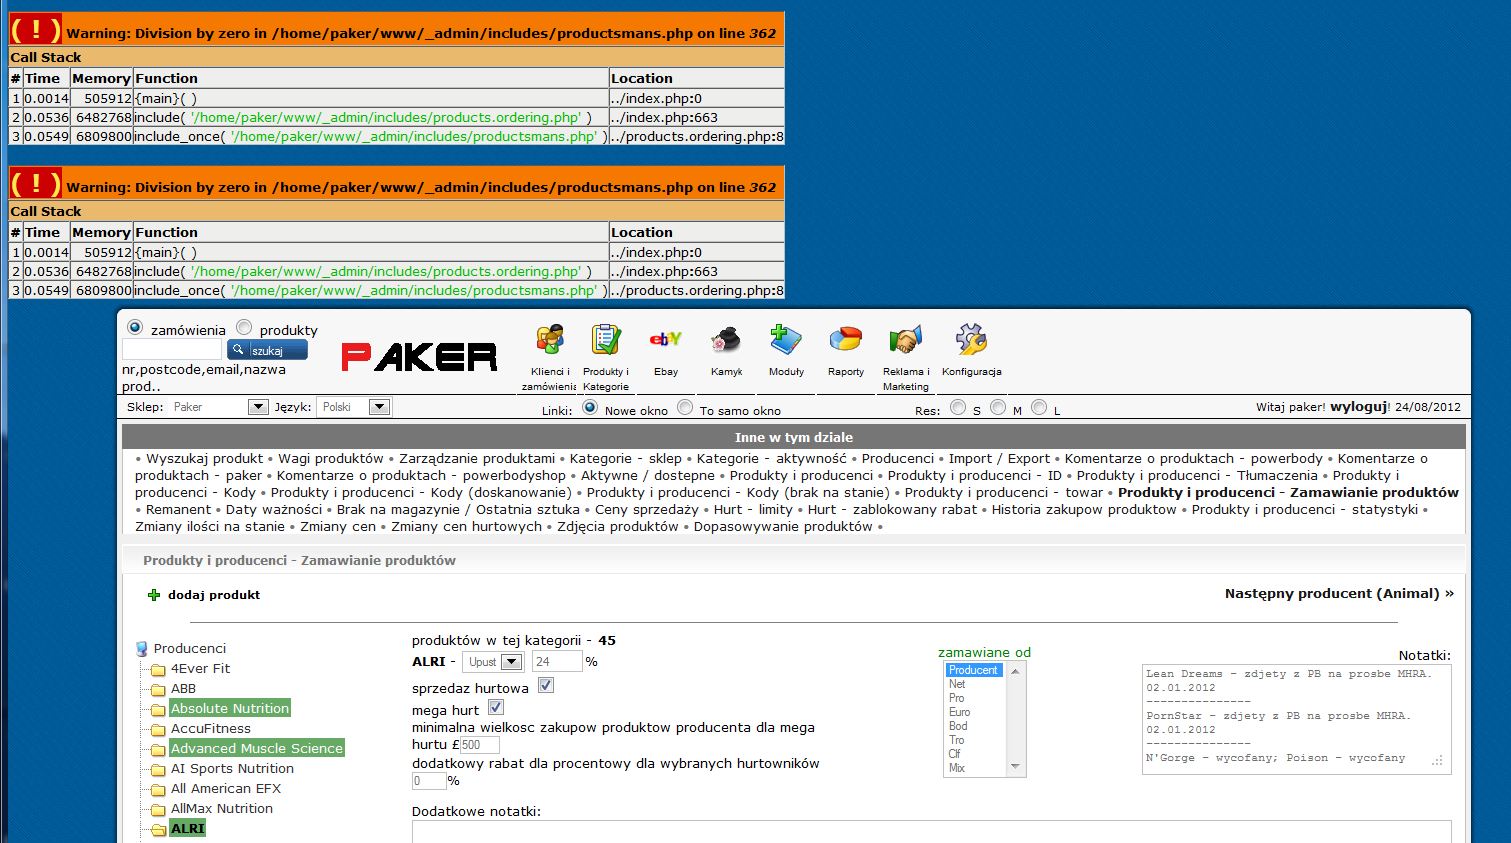 ( ! ) Warning: Division by zero in /home/paker/www/_admin/includes/productsmans.php on line 362
Call Stack
# Time Memory Function Location
1 0.0014 505912 {main}( ) ../index.php:0
2 0.0536 6482768 include( '/home/paker/www/_admin/includes/products.ordering.php' ) ../index.php:663
3 0.0549 6809800 include_once( '/home/paker/www/_admin/includes/productsmans.php' ) ../products.ordering.php:8
( ! ) Warning: Division by zero in /home/paker/www/_admin/includes/productsmans.php on line 362
Call Stack
# Time Memory Function Location
1 0.0014 505912 {main}( ) ../index.php:0
2 0.0536 6482768 include( '/home/paker/www/_admin/includes/products.ordering.php' ) ../index.php:663
3 0.0549 6809800 include_once( '/home/paker/www/_admin/includes/productsmans.php' ) ../products.ordering.php:8
zamówienia produkty
szukaj
nr,postcode,email,nazwa
prod..
PAKER
Klienci i
zamówienia
Produkty i
Kategorie
Ebay
Kamyk
Moduły
Raporty
Reklama i
Marketing
Konfiguracja
Sklep: Paker Język: Polski Linki: Nowe okno To samo okno Res: S M L Witaj paker! wyloguj! 24/08/2012
Inne w tym dziale
• Wyszukaj produkt • Wagi produktów • Zarządzanie produktami • Kategorie - sklep • Kategorie - aktywność • Producenci • Import / Export • Komentarze o produktach - powerbody • Komentarze o
produktach - paker • Komentarze o produktach - powerbodyshop • Aktywne / dostepne • Produkty i producenci • Produkty i producenci - ID • Produkty i producenci - Tłumaczenia • Produkty i
producenci - Kody • Produkty i producenci - Kody (doskanowanie) • Produkty i producenci - Kody (brak na stanie) • Produkty i producenci - towar • Produkty i producenci - Zamawianie produktów
• Remanent • Daty ważności • Brak na magazynie / Ostatnia sztuka • Ceny sprzedaży • Hurt - limity • Hurt - zablokowany rabat • Historia zakupow produktow • Produkty i producenci - statystyki •
Zmiany ilości na stanie • Zmiany cen • Zmiany cen hurtowych • Zdjęcia produktów • Dopasowywanie produktów •
Produkty i producenci - Zamawianie produktów
dodaj produkt
Następny producent (Animal) »
Producenci
4Ever Fit
ABB
Absolute Nutrition
AccuFitness
Advanced Muscle Science
AI Sports Nutrition
All American EFX
AllMax Nutrition
ALRI
produktów w tej kategorii - 45
ALRI - Upust 24 %
sprzedaz hurtowa
mega hurt
minimalna wielkosc zakupow produktow producenta dla mega
hurtu £ 500
dodatkowy rabat dla procentowy dla wybranych hurtowników
0 %
Dodatkowe notatki:
zamawiane od
Producent
Net
Pro
Euro
Bod
Tro
Clf
Mix
Notatki:
Lean Dreams - zdjety z PB na prosbe MHRA.
02.01.2012
---------------
PornStar - zdjety z PB na prosbe MHRA.
02.01.2012
---------------
N'Gorge - wycofany; Poison - wycofany